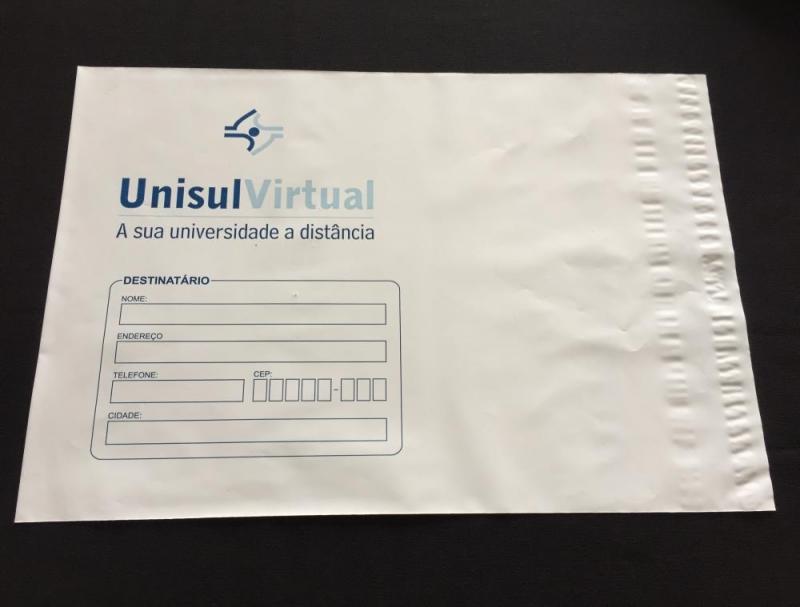 UnisulVirtual
A sua universidade a distância
DESTINATÁRIO
NOME:
ENDEREÇO
TELEFONE: CEP:
-
CIDADE: